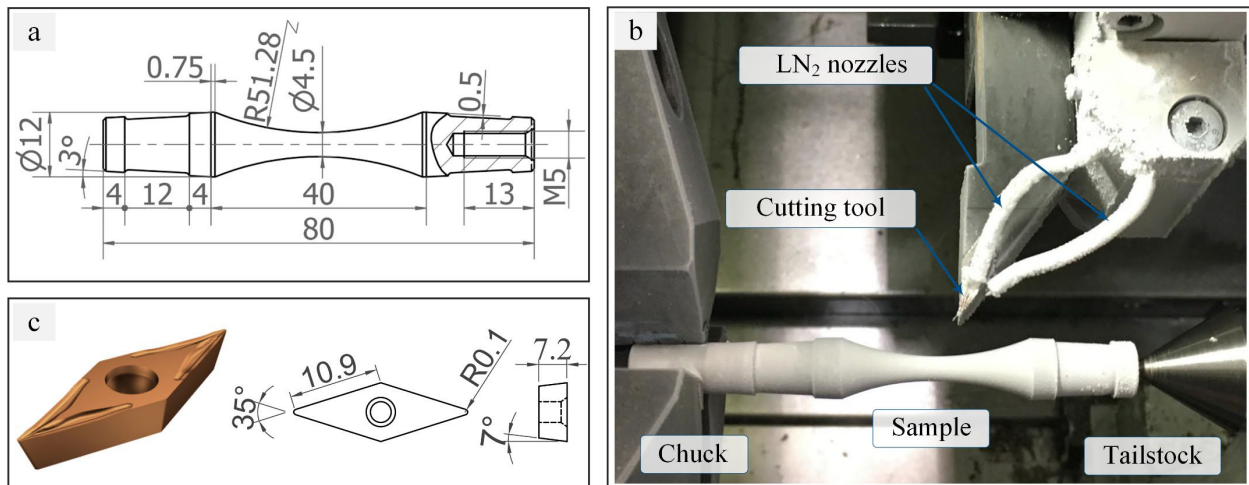 a
0.75
R51.28
Ø4.5
0.5
Ø12
3°
4
12
4
40
13
M5
80
b
LN₂ nozzles
Cutting tool
Sample
Chuck
Tailstock
c
35°
10.9
R0.1
7.2
7°